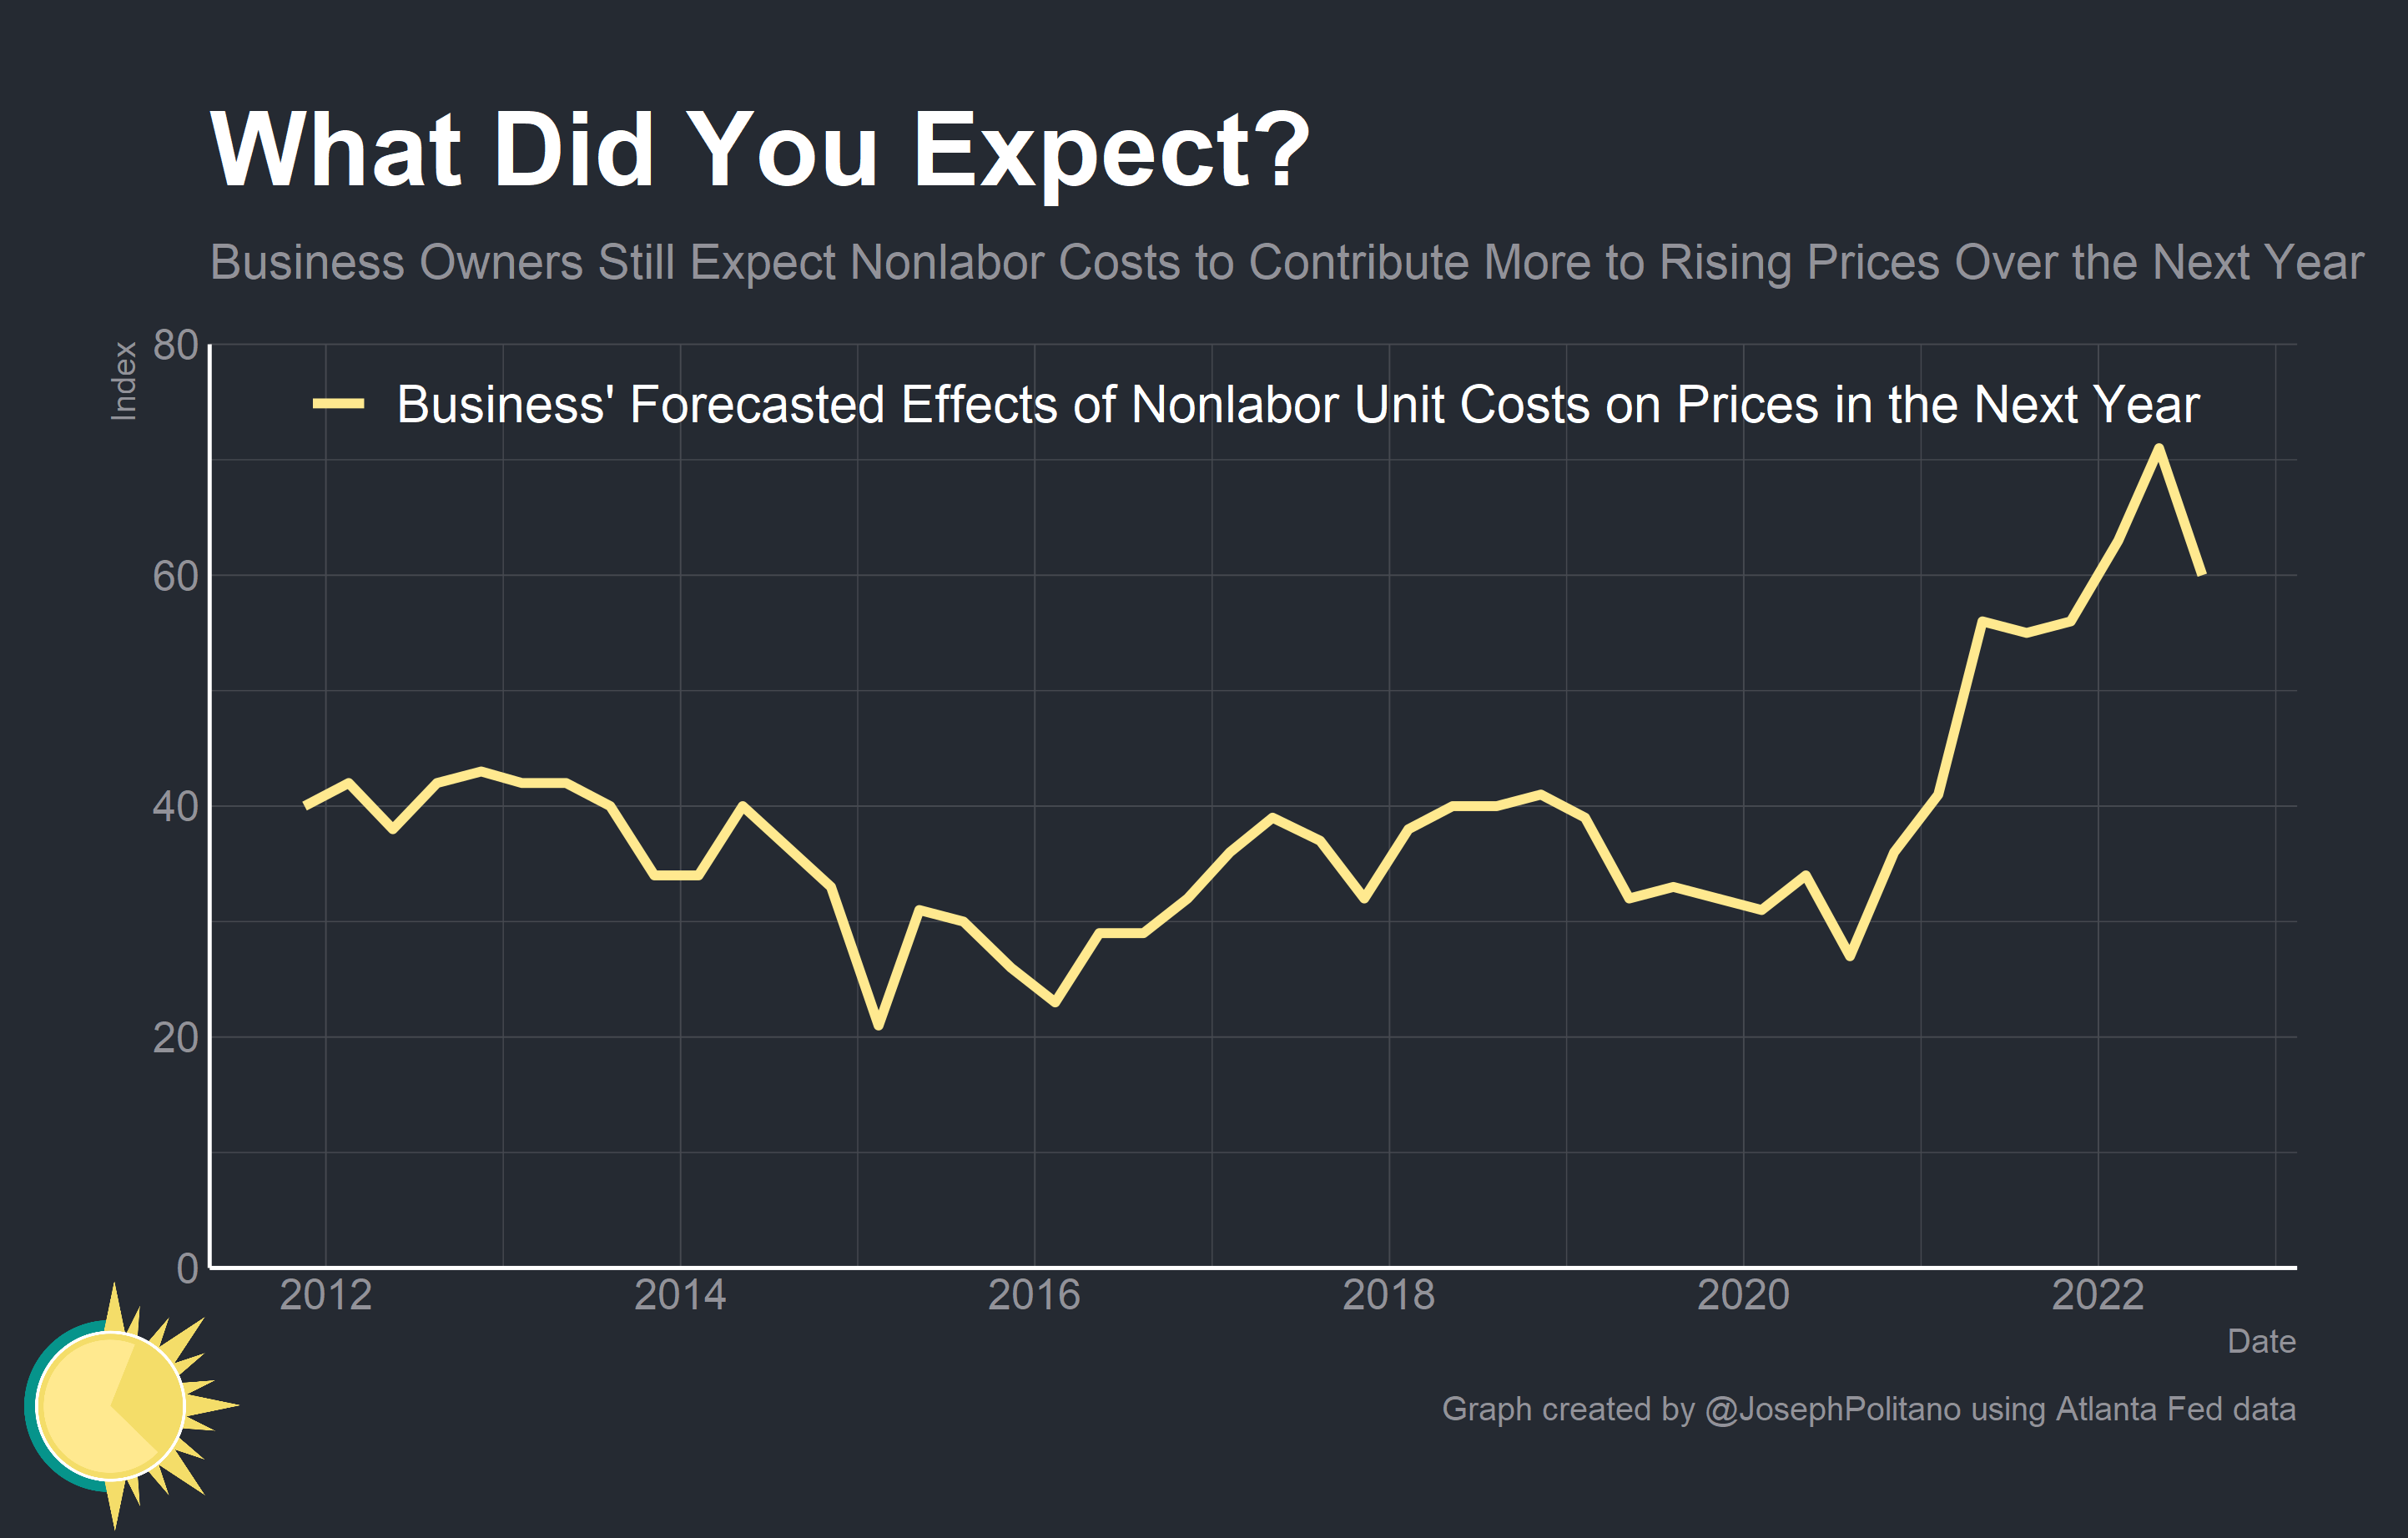 What Did You Expect?
Business Owners Still Expect Nonlabor Costs to Contribute More to Rising Prices Over the Next Year
Index
80
Business' Forecasted Effects of Nonlabor Unit Costs on Prices in the Next Year
60
40
20
0
2012 2014 2016 2018 2020 2022
Date
Graph created by @JosephPolitano using Atlanta Fed data